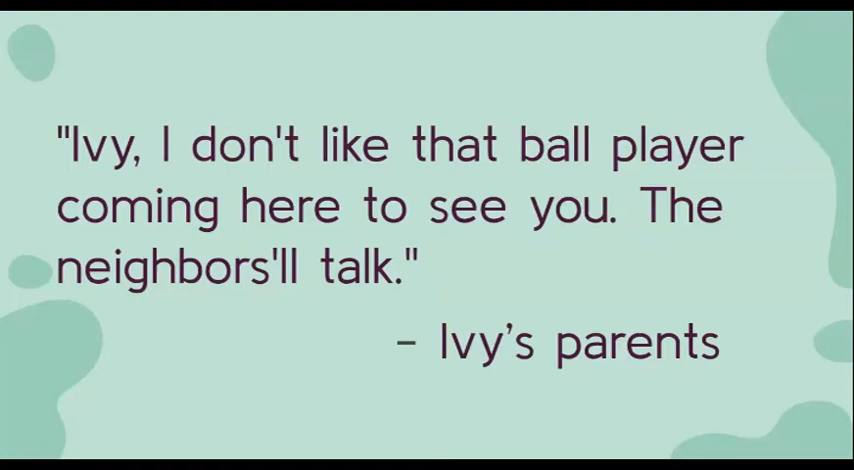 "Ivy, I don't like that ball player
coming here to see you. The
neighbors'll talk."
- Ivy’s parents